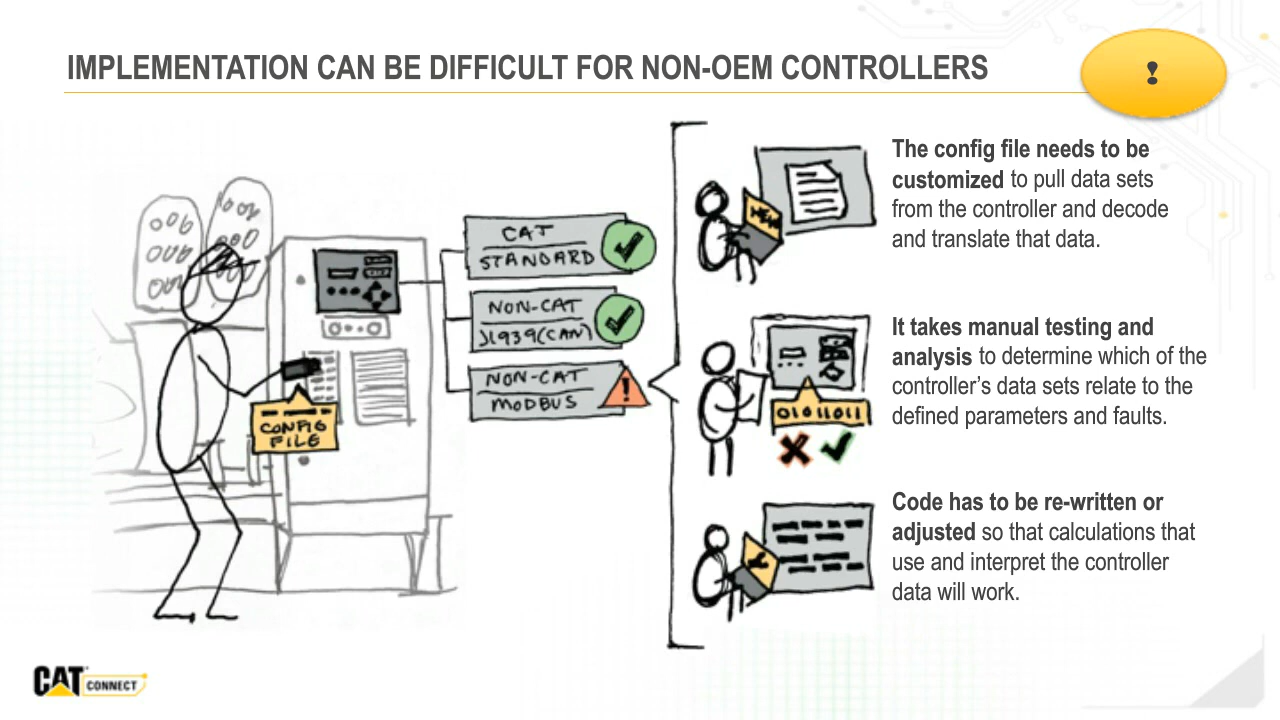 IMPLEMENTATION CAN BE DIFFICULT FOR NON-OEM CONTROLLERS
!
CAT
STANDARD
NON-CAT
J1939(CAN)
NON-CAT
MODBUS
!
CONFIG
FILE
NEW
01011011
The config file needs to be
customized to pull data sets
from the controller and decode
and translate that data.
It takes manual testing and
analysis to determine which of the
controller's data sets relate to the
defined parameters and faults.
Code has to be re-written or
adjusted so that calculations that
use and interpret the controller
data will work.
CAT CONNECT